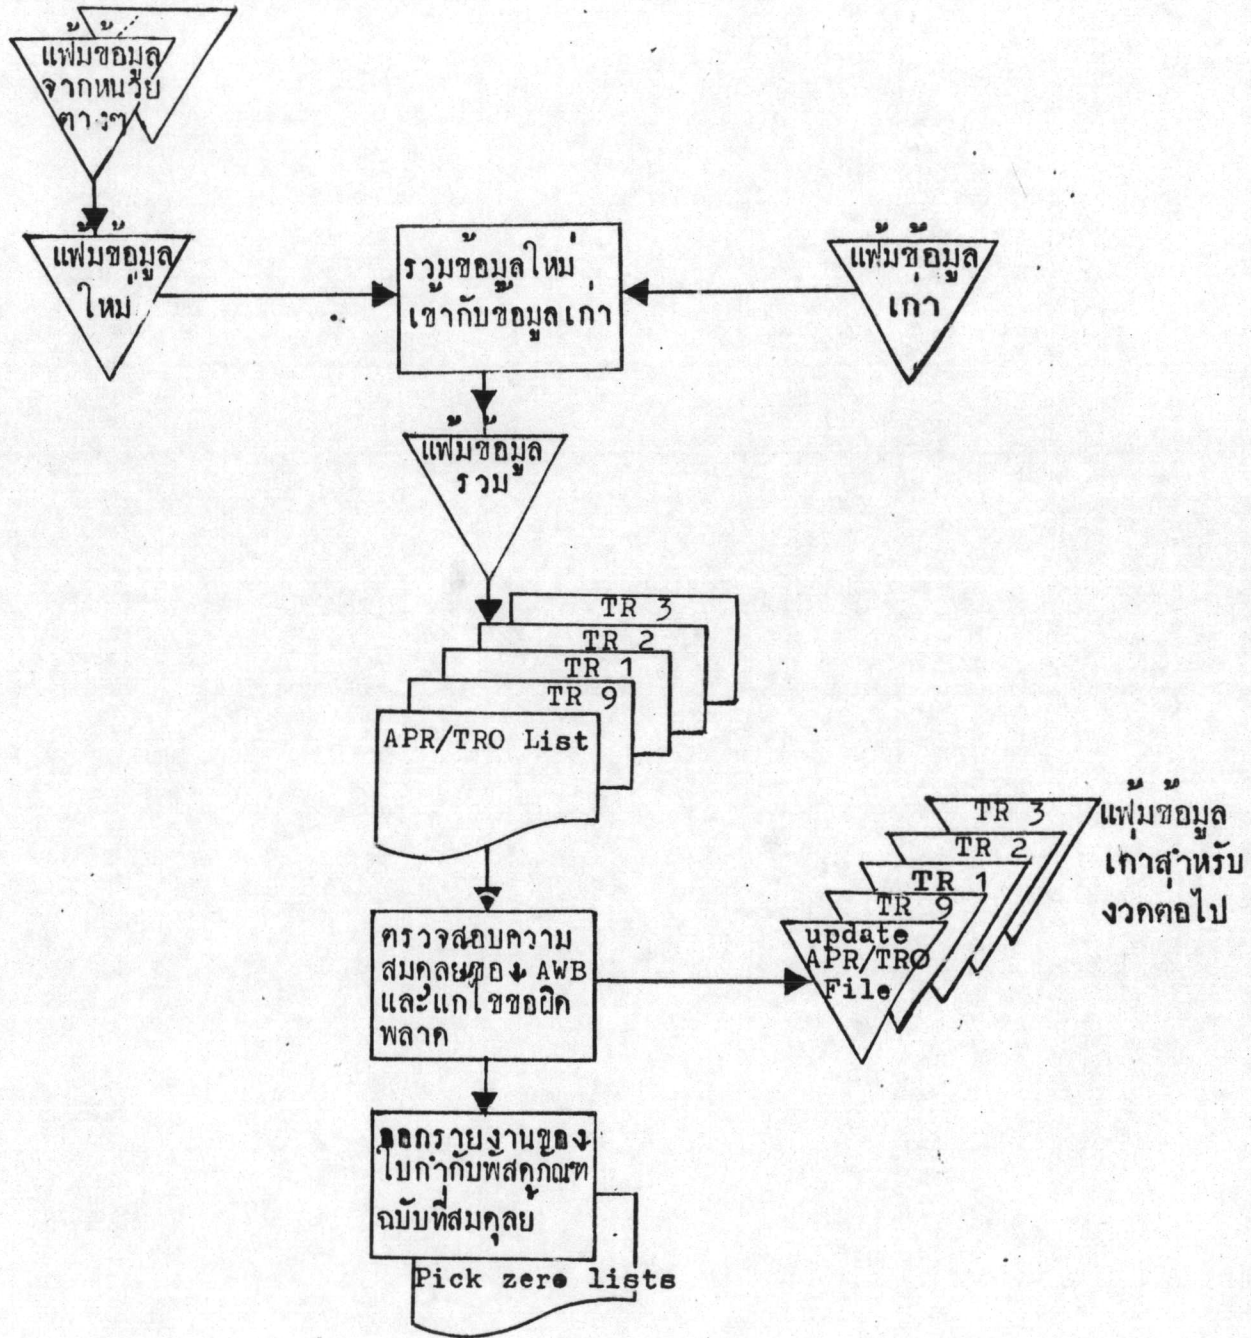 แฟ้มข้อมูล
จากหน่วย
ต่างๆ
แฟ้มข้อมูล
ใหม่
รวมข้อมูลใหม่
เข้ากับข้อมูลเก่า
แฟ้มข้อมูล
เก่า
แฟ้มข้อมูล
รวม
TR 3
TR 2
TR 1
TR 9
APR/TRO List
TR 3
TR 2
TR 1
TR 9
update
APR/TRO
File
แฟ้มข้อมูล
เก่าสำหรับ
งวดต่อไป
ตรวจสอบความ
สมดุลย์ของ AWB
และแก้ไขข้อผิด
พลาด
ออกรายงานของ
ใบกำกับพัสดุภัณฑ์
ฉบับที่สมดุลย์
Pick zero lists